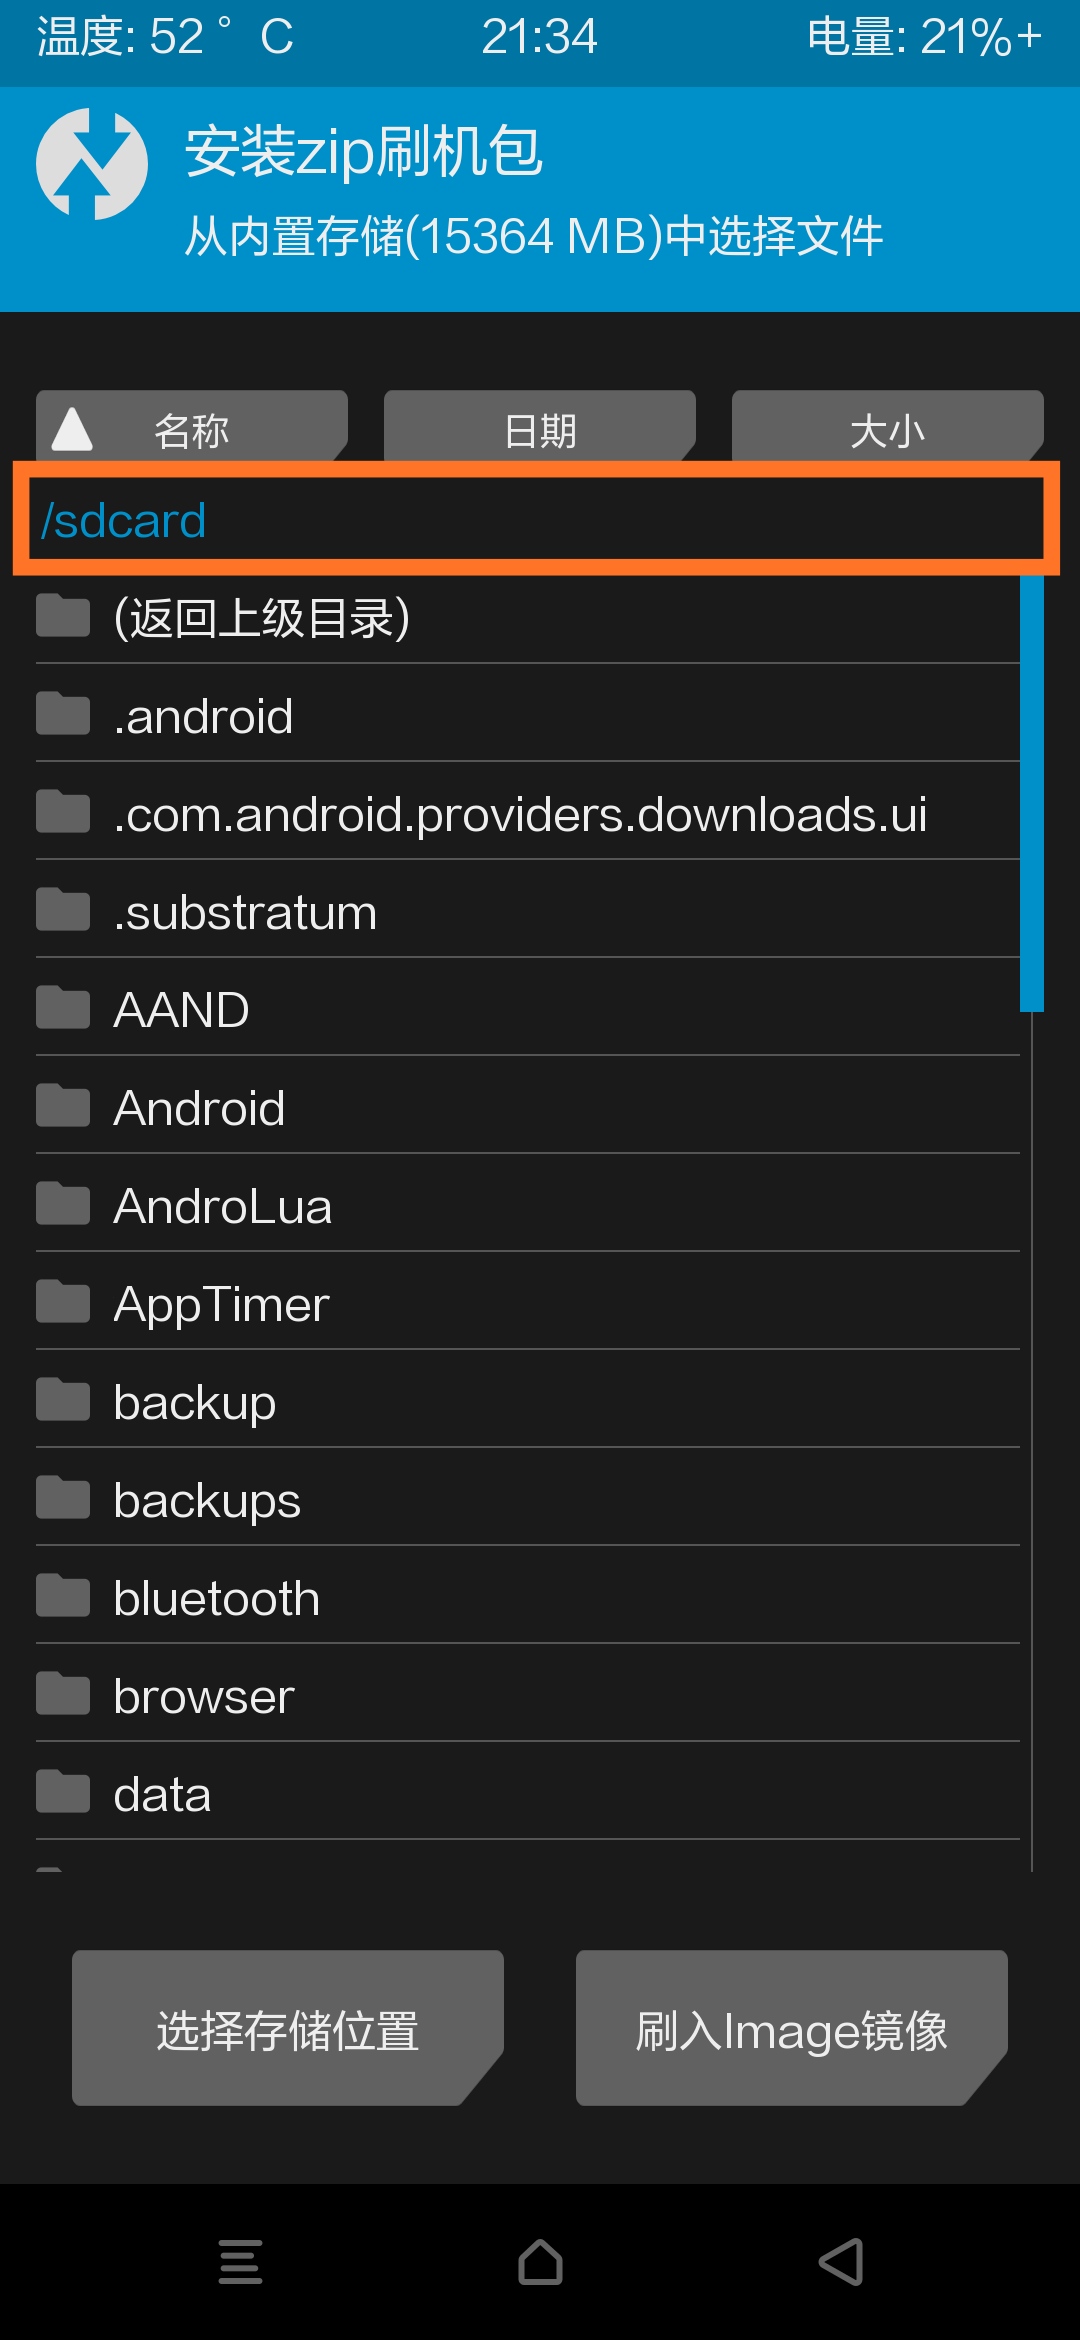 温度: 52 ° C 21:34 电量: 21%+
安装zip刷机包
从内置存储(15364 MB)中选择文件
名称 日期 大小
/sdcard
(返回上级目录)
.android
.com.android.providers.downloads.ui
.substratum
AAND
Android
AndroLua
AppTimer
backup
backups
bluetooth
browser
data
选择存储位置 刷入Image镜像